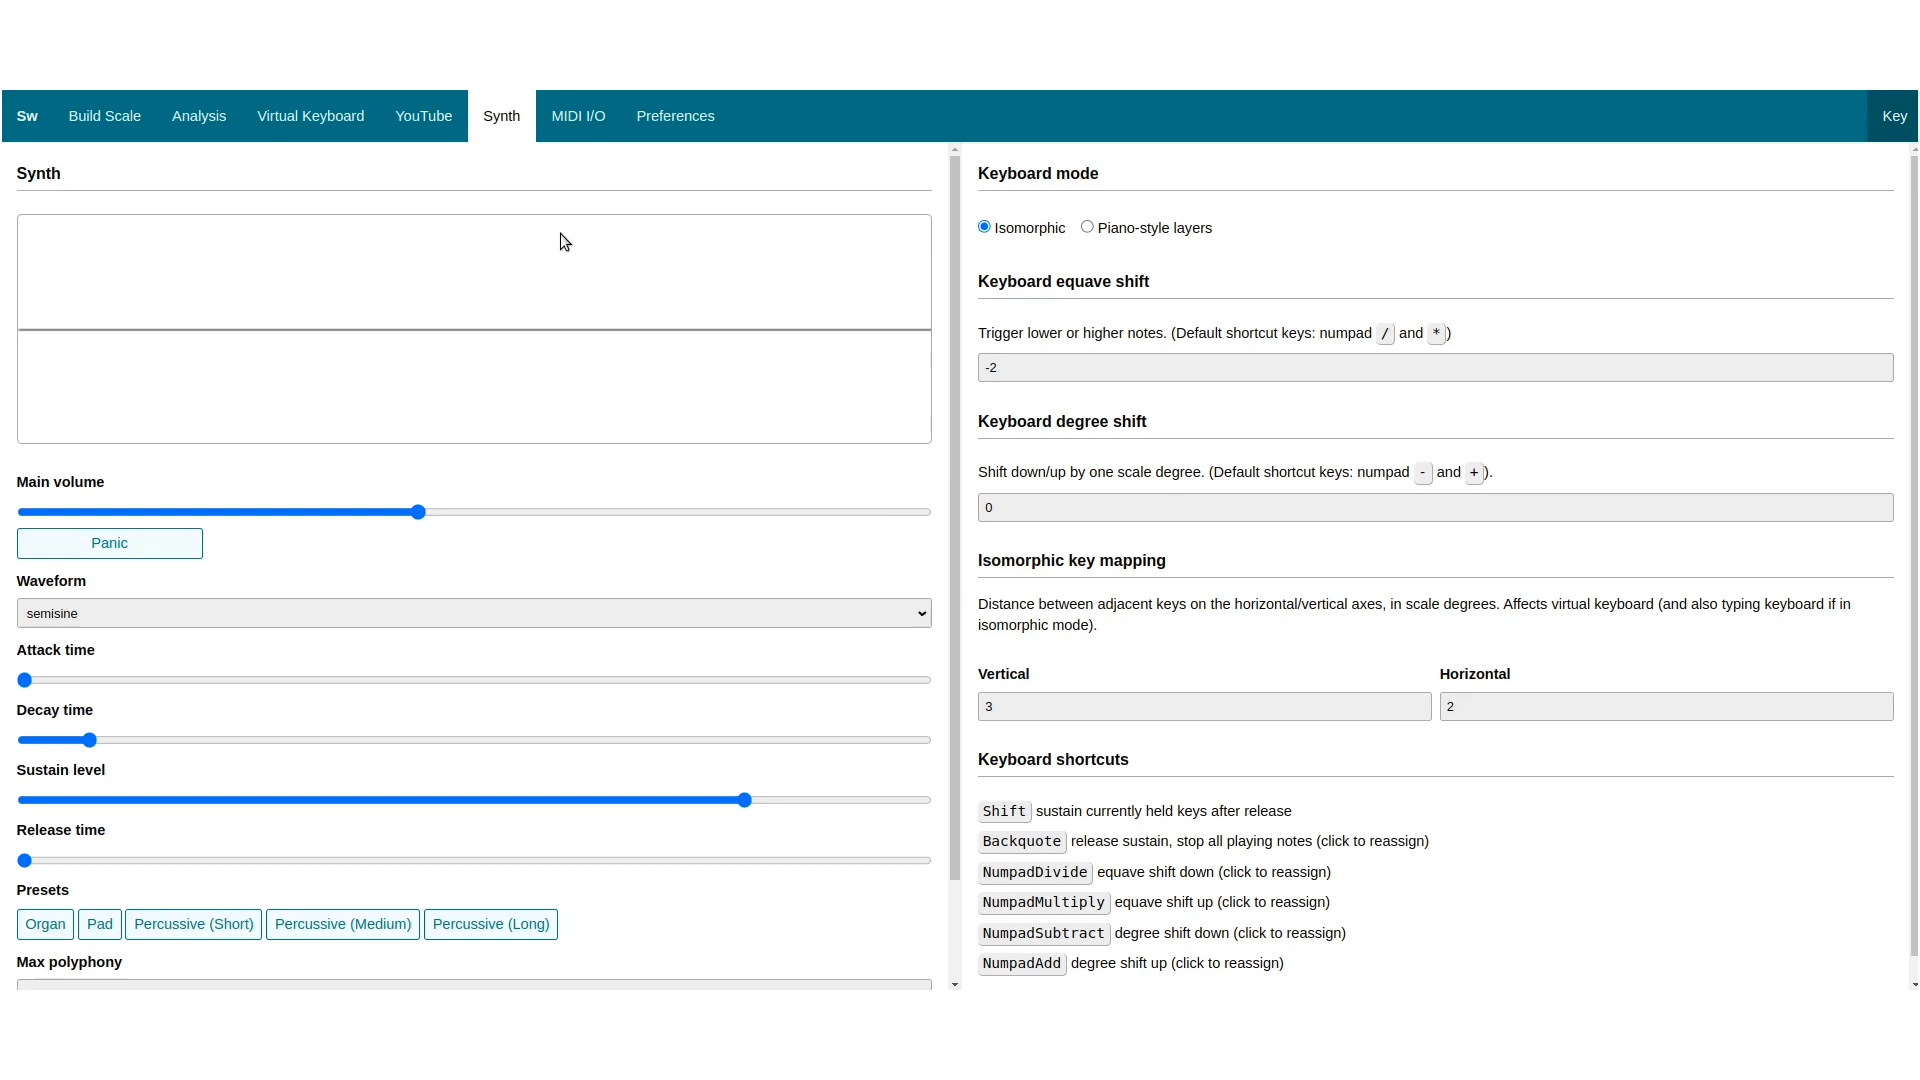 Sw Build Scale Analysis Virtual Keyboard YouTube Synth MIDI I/O Preferences Key
Synth
Main volume
Panic
Waveform
semisine
Attack time
Decay time
Sustain level
Release time
Presets
Organ Pad Percussive (Short) Percussive (Medium) Percussive (Long)
Max polyphony
Keyboard mode
Isomorphic Piano-style layers
Keyboard equave shift
Trigger lower or higher notes. (Default shortcut keys: numpad / and *)
-2
Keyboard degree shift
Shift down/up by one scale degree. (Default shortcut keys: numpad - and +).
0
Isomorphic key mapping
Distance between adjacent keys on the horizontal/vertical axes, in scale degrees. Affects virtual keyboard (and also typing keyboard if in
isomorphic mode).
Vertical Horizontal
3 2
Keyboard shortcuts
Shift sustain currently held keys after release
Backquote release sustain, stop all playing notes (click to reassign)
NumpadDivide equave shift down (click to reassign)
NumpadMultiply equave shift up (click to reassign)
NumpadSubtract degree shift down (click to reassign)
NumpadAdd degree shift up (click to reassign)